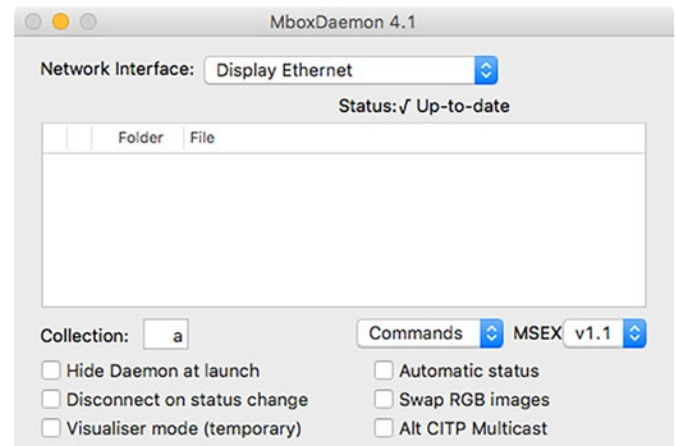 MboxDaemon 4.1
Network Interface: Display Ethernet
Status:√ Up-to-date
Folder File
Collection: a Commands MSEX v1.1
Hide Daemon at launch Automatic status
Disconnect on status change Swap RGB images
Visualiser mode (temporary) Alt CITP Multicast